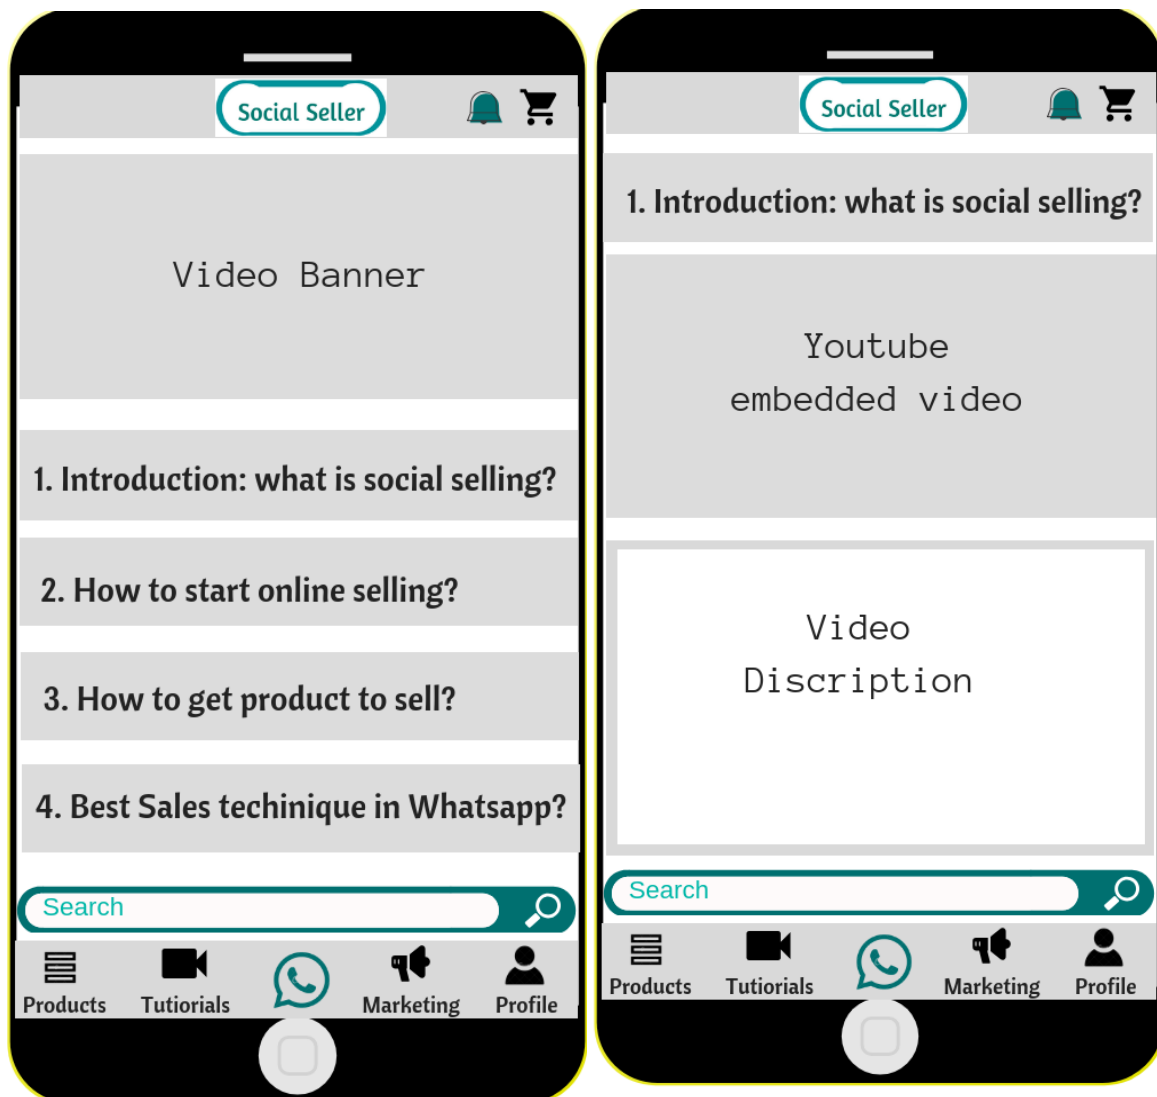 Social Seller
Video Banner
1. Introduction: what is social selling?
2. How to start online selling?
3. How to get product to sell?
4. Best Sales techinique in Whatsapp?
Search
Products Tutiorials Marketing Profile
Social Seller
1. Introduction: what is social selling?
Youtube
embedded video
Video
Discription
Search
Products Tutiorials Marketing Profile